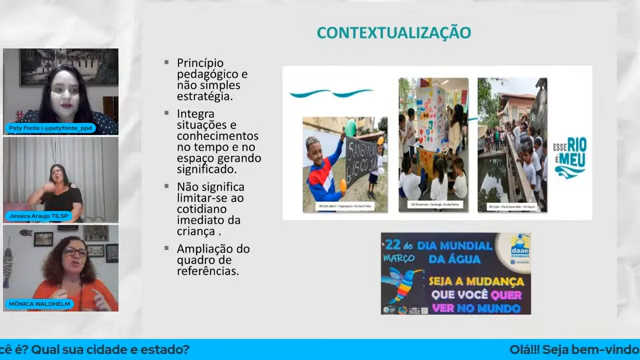 CONTEXTUALIZAÇÃO
Princípio
pedagógico e
não simples
estratégia.
Integra
situações e
conhecimentos
no tempo e no
espaço gerando
significado.
Não significa
limitar-se ao
cotidiano
imediato da
criança .
Ampliação do
quadro de
referências.
ESSE RIO
É MEU
22 de
MARÇO
DIA MUNDIAL
DA ÁGUA
daae
SEJA A MUDANÇA
QUE VOCÊ QUER
VER NO MUNDO
Paty Fonte | @patyfonte_ppd
Jessica Araujo TILSP
MÔNICA WALDHELM
cê é? Qual sua cidade e estado?
Olá!!! Seja bem-vindo